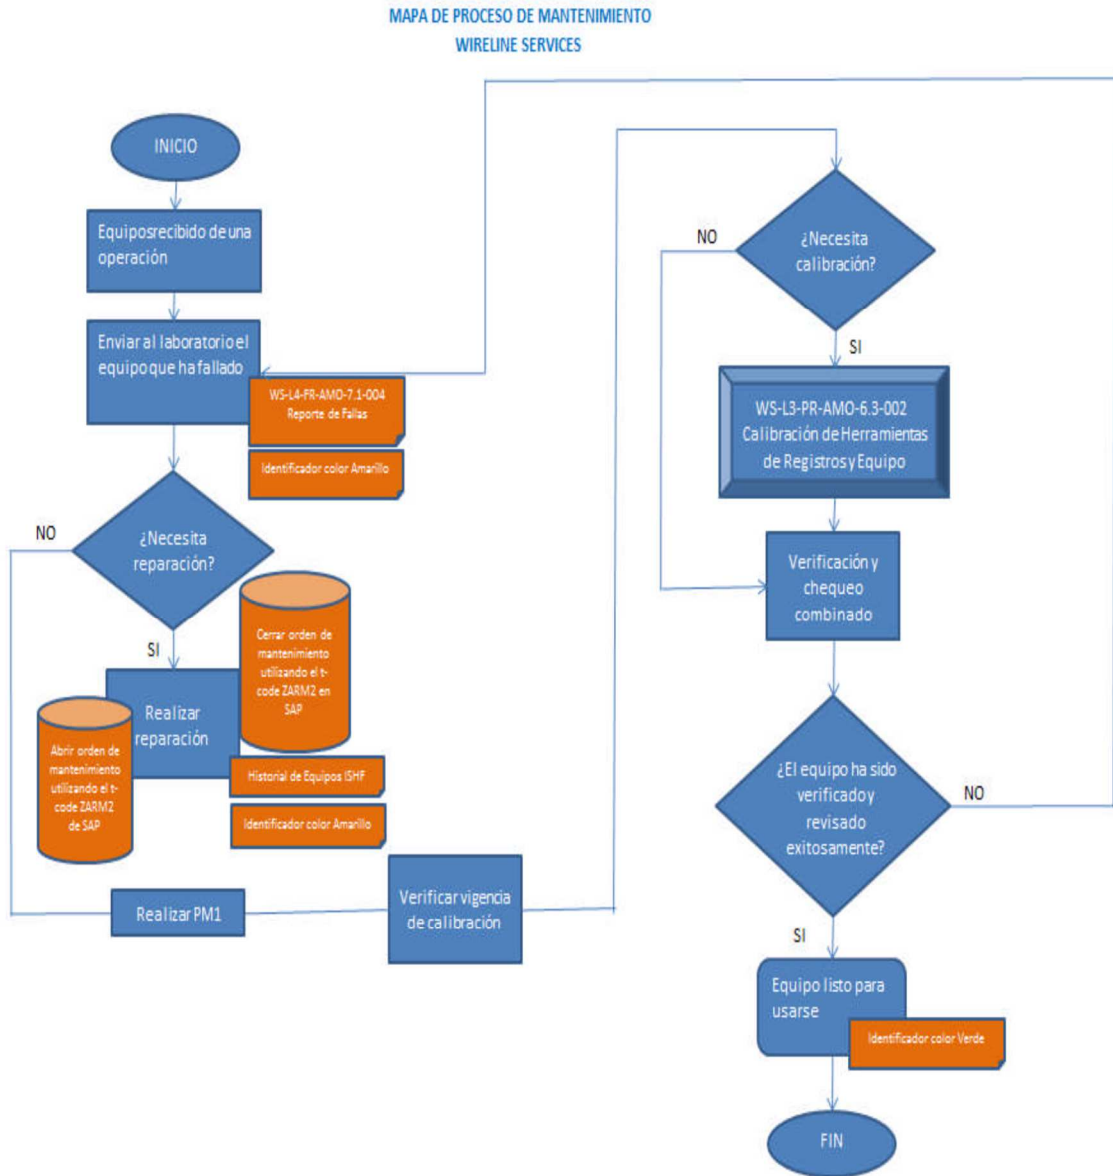 MAPA DE PROCESO DE MANTENIMIENTO
WIRELINE SERVICES
INICIO
Equiposrecibido de una
operación
Enviar al laboratorio el
equipo que ha fallado
WS-L4-FR-AMO-7.1-004
Reporte de Fallas
Identificador color Amarillo
NO
¿Necesita
reparación?
SI
Realizar
reparación
Cerrar orden de
mantenimiento
utilizando el t-
code ZARM2 en
SAP
Abrir orden de
mantenimiento
utilizando el t-
code ZARM2
de SAP
Historial de Equipos ISHF
Identificador color Amarillo
Realizar PM1
Verificar vigencia
de calibración
NO
¿Necesita
calibración?
SI
WS-L3-PR-AMO-6.3-002
Calibración de Herramientas
de Registros y Equipo
Verificación y
chequeo
combinado
¿El equipo ha sido
verificado y
revisado
exitosamente?
NO
SI
Equipo listo para
usarse
Identificador color Verde
FIN